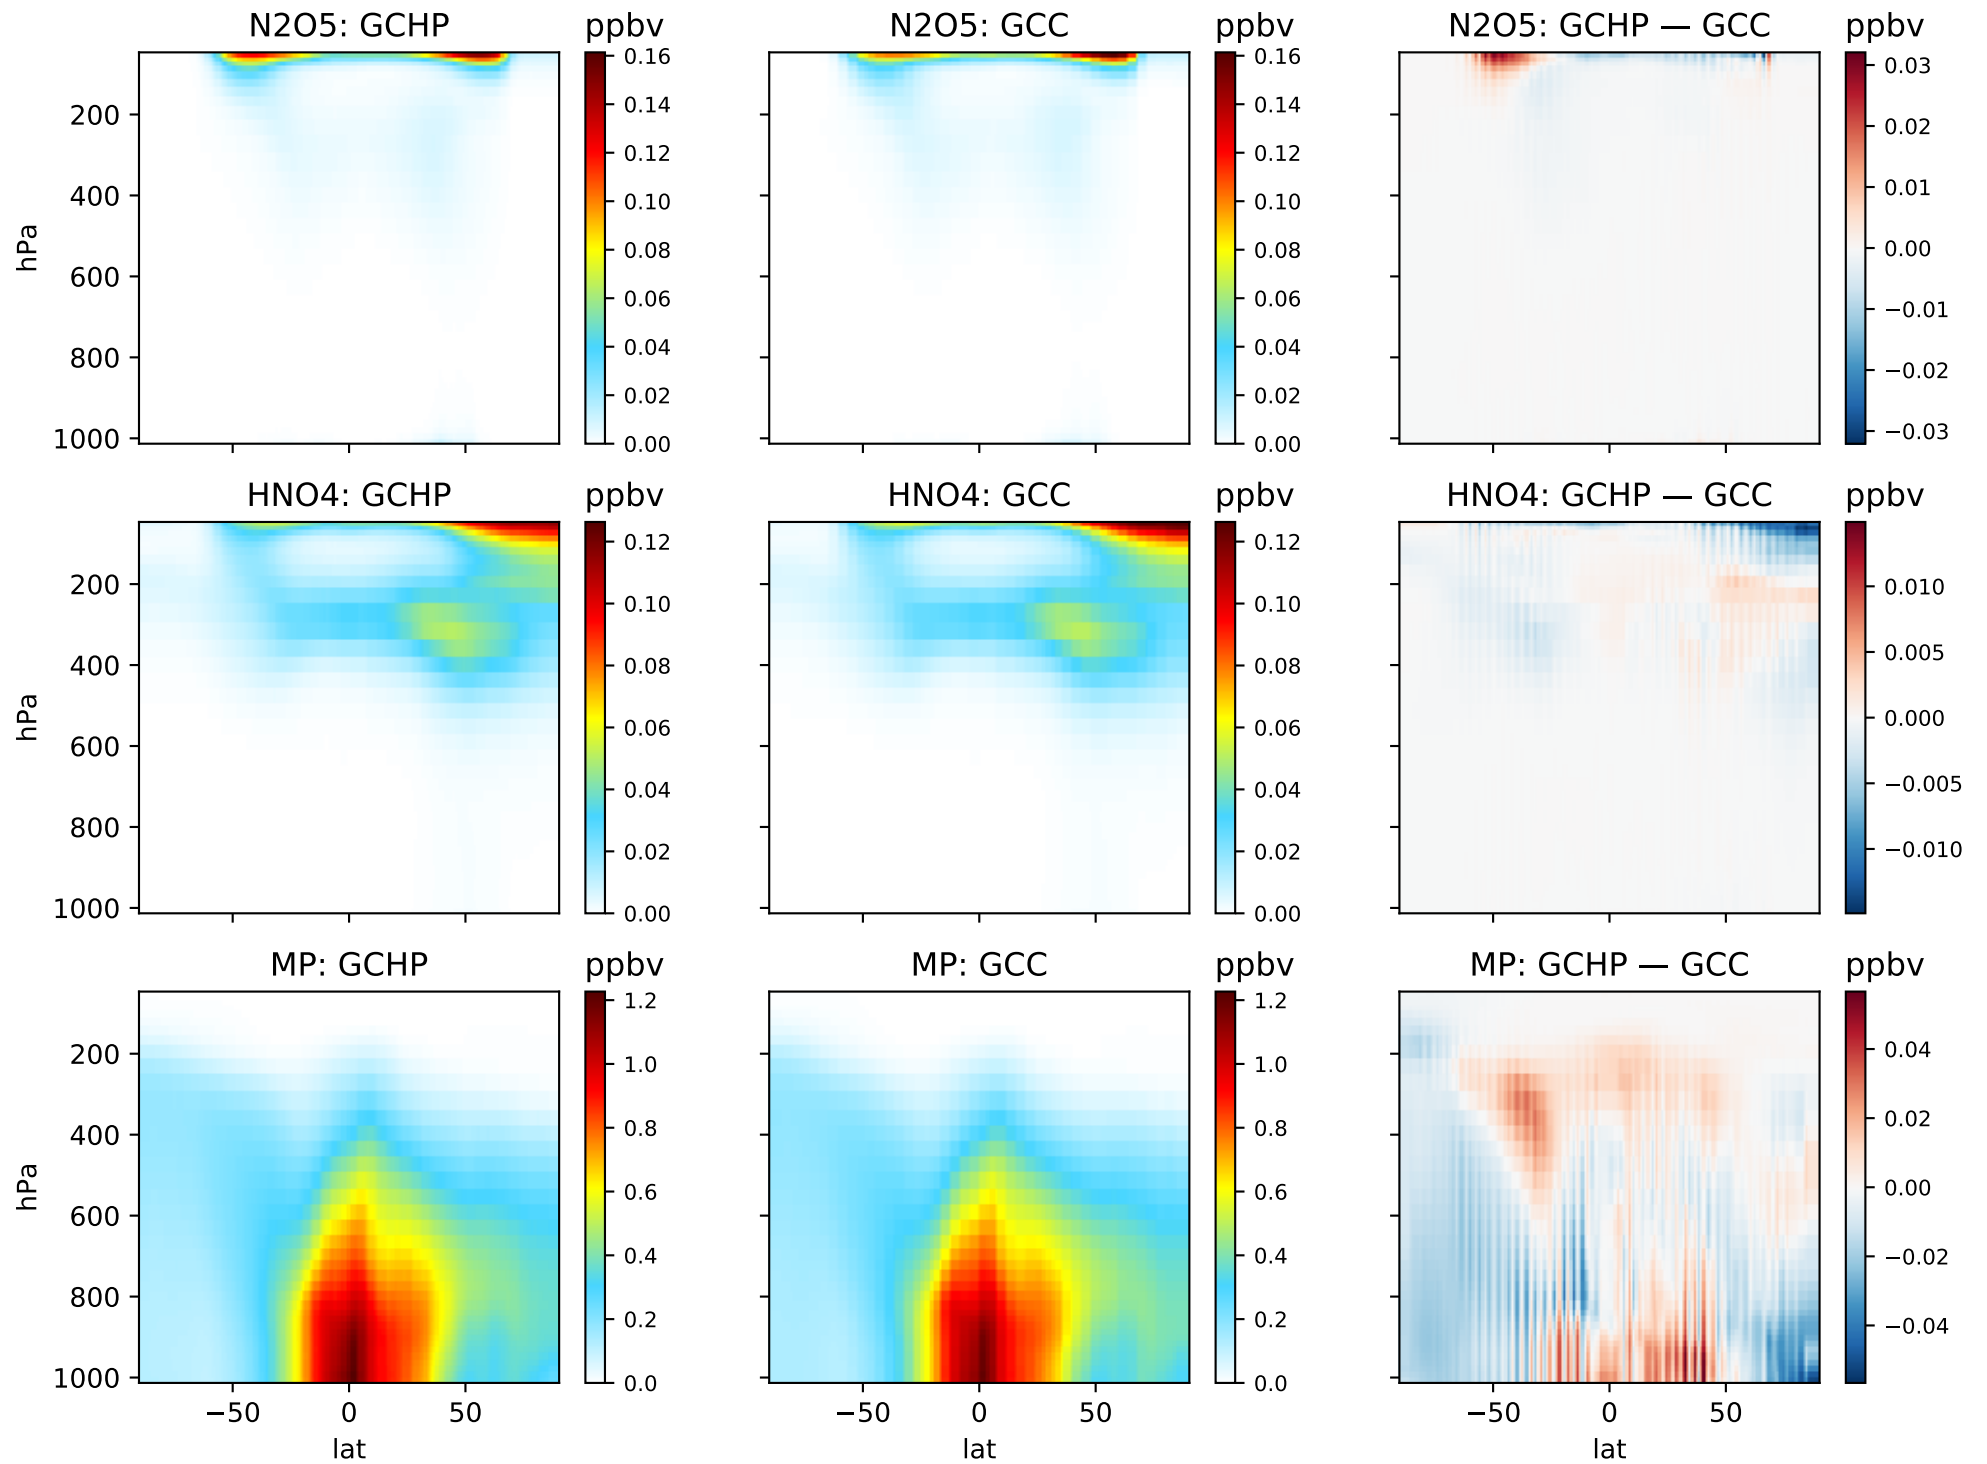 N2O5: GCHP
ppbv
N2O5: GCC
ppbv
N2O5: GCHP — GCC
ppbv
hPa
200
400
600
800
1000
0.16
0.14
0.12
0.10
0.08
0.06
0.04
0.02
0.00
0.16
0.14
0.12
0.10
0.08
0.06
0.04
0.02
0.00
0.03
0.02
0.01
0.00
−0.01
−0.02
−0.03
HNO4: GCHP
ppbv
HNO4: GCC
ppbv
HNO4: GCHP — GCC
ppbv
hPa
200
400
600
800
1000
0.12
0.10
0.08
0.06
0.04
0.02
0.00
0.12
0.10
0.08
0.06
0.04
0.02
0.00
0.010
0.005
0.000
−0.005
−0.010
MP: GCHP
ppbv
MP: GCC
ppbv
MP: GCHP — GCC
ppbv
hPa
200
400
600
800
1000
1.2
1.0
0.8
0.6
0.4
0.2
0.0
1.2
1.0
0.8
0.6
0.4
0.2
0.0
0.04
0.02
0.00
−0.02
−0.04
−50 0 50
−50 0 50
−50 0 50
lat
lat
lat